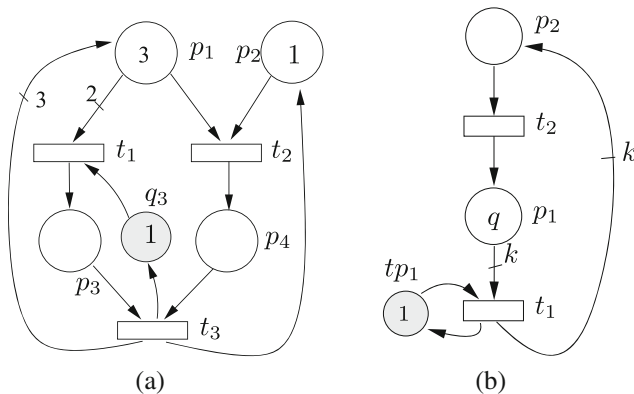 p₂
3 p₁ p₂ 1
3 2
k
t₁ t₂ t₂
q₃
1 q p₁
p₃ p₄ k
tp₁
1 t₁
t₃
(a) (b)